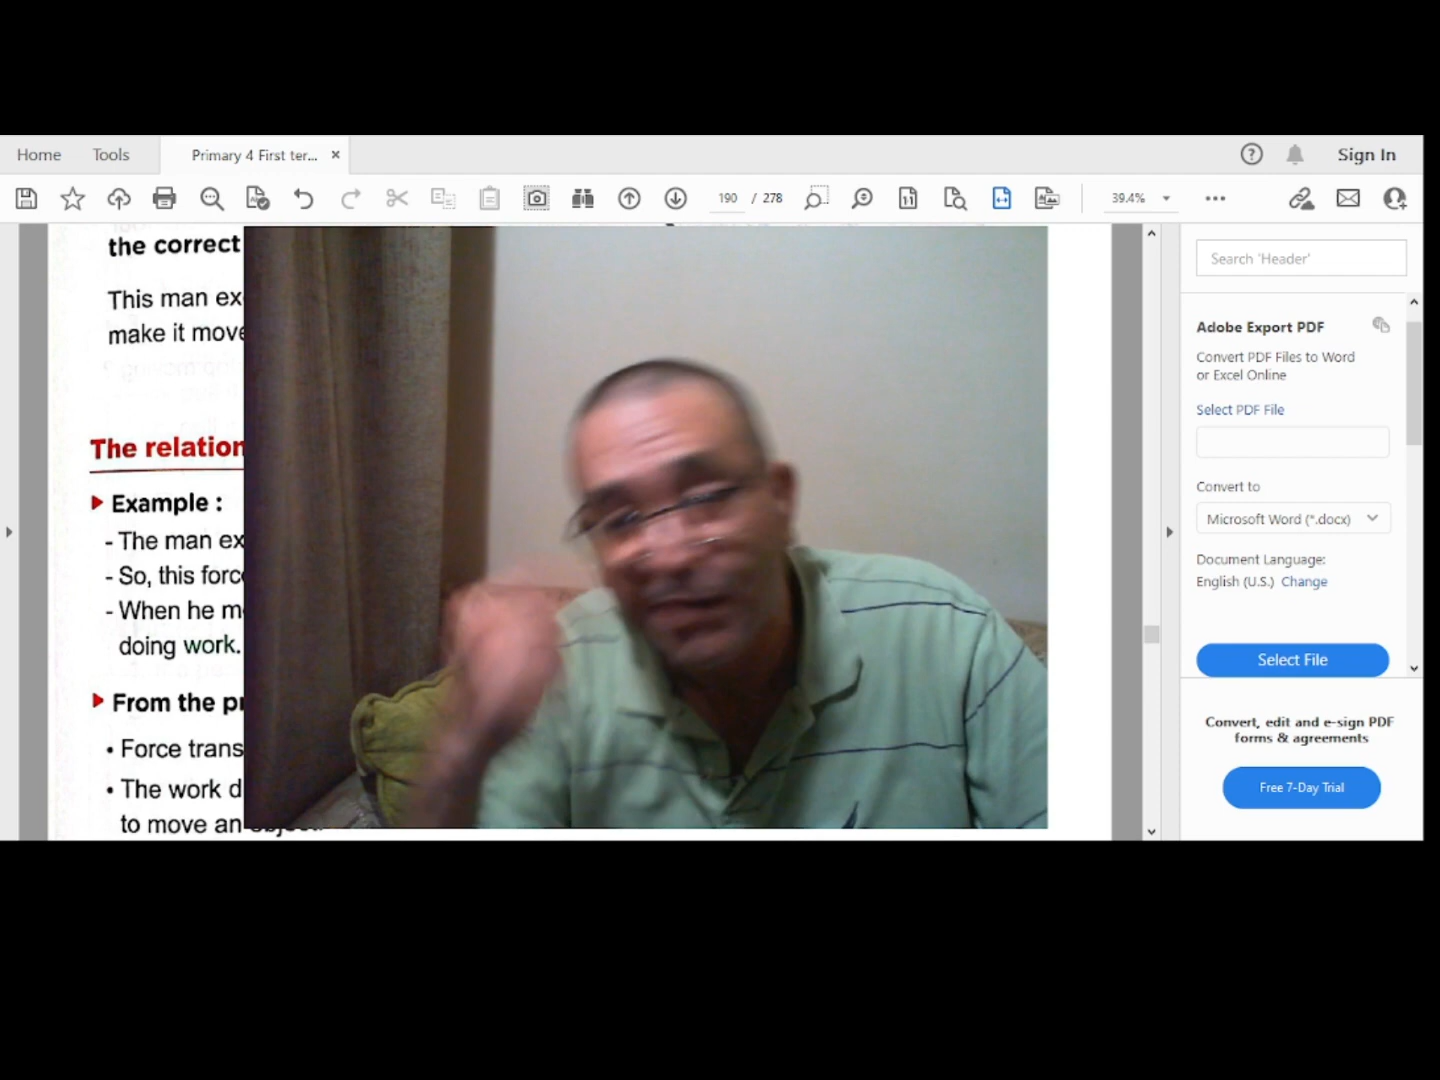 Home Tools Primary 4 First ter... × Sign In
190 / 278 39.4%
the correct
This man ex
make it move
The relation
Example :
- The man ex
- So, this forc
- When he m
doing work.
From the pr
• Force trans
• The work d
to move an object.
Search 'Header'
Adobe Export PDF
Convert PDF Files to Word
or Excel Online
Select PDF File
Convert to
Microsoft Word (*.docx)
Document Language:
English (U.S.) Change
Select File
Convert, edit and e-sign PDF
forms & agreements
Free 7-Day Trial